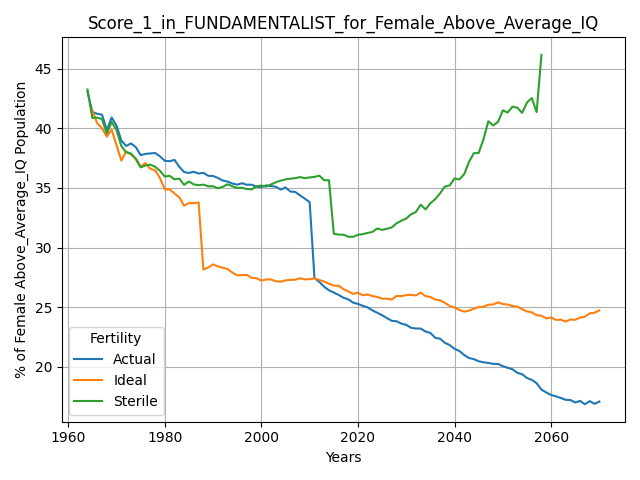 Score_1_in_FUNDAMENTALIST_for_Female_Above_Average_IQ
% of Female Above_Average_IQ Population
45
40
35
30
25
20
Fertility
Actual
Ideal
Sterile
1960
1980
2000
2020
2040
2060
Years